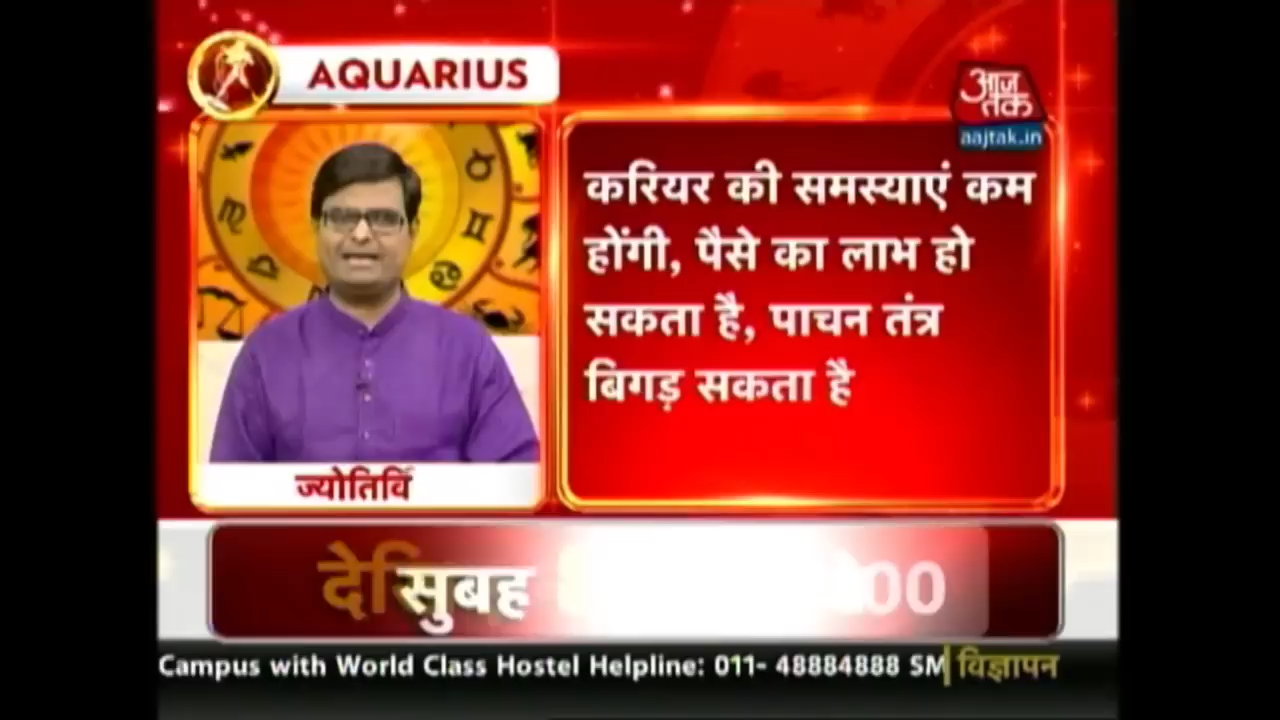 AQUARIUS
आज
तक
aajtak.in
करियर की समस्याएं कम
होंगी, पैसे का लाभ हो
सकता है, पाचन तंत्र
बिगड़ सकता है
ज्योतिर्वि
सुबह
Campus with World Class Hostel Helpline: 011- 48884888 SM
विज्ञापन